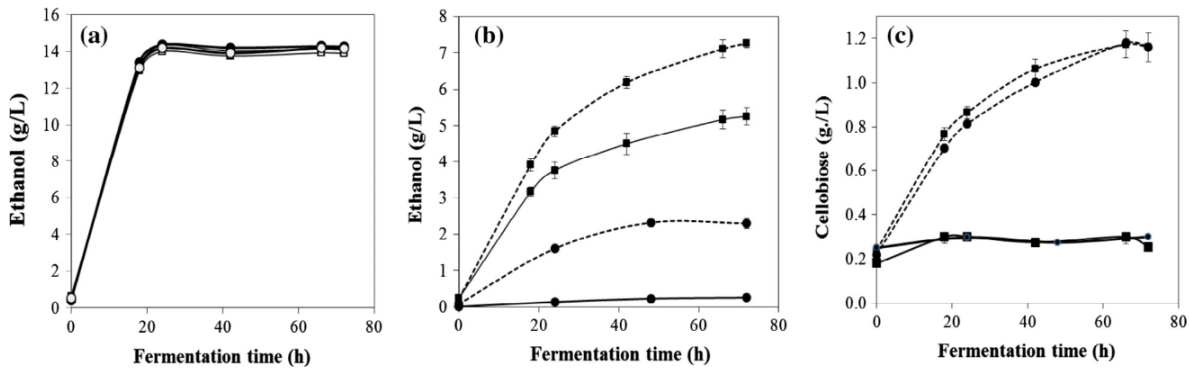 (a)
Ethanol (g/L)
16
14
12
10
8
6
4
2
0
0 20 40 60 80
Fermentation time (h)
(b)
Ethanol (g/L)
8
7
6
5
4
3
2
1
0
0 20 40 60 80
Fermentation time (h)
(c)
Cellobiose (g./L)
1.2
1.0
0.8
0.6
0.4
0.2
0.0
0 20 40 60 80
Fermentation time (h)